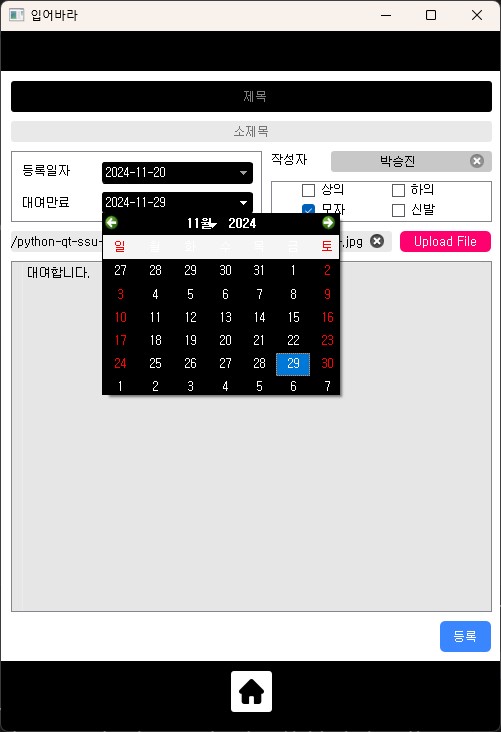 입어바라
제목
소제목
등록일자 2024-11-20
작성자 박승진
대여만료 2024-11-29
상의 하의
모자 신발
/python-qt-ssu- .jpg Upload File
11월 2024
일 월 화 수 목 금 토
27 28 29 30 31 1 2
3 4 5 6 7 8 9
10 11 12 13 14 15 16
17 18 19 20 21 22 23
24 25 26 27 28 29 30
1 2 3 4 5 6 7
대여합니다.
등록